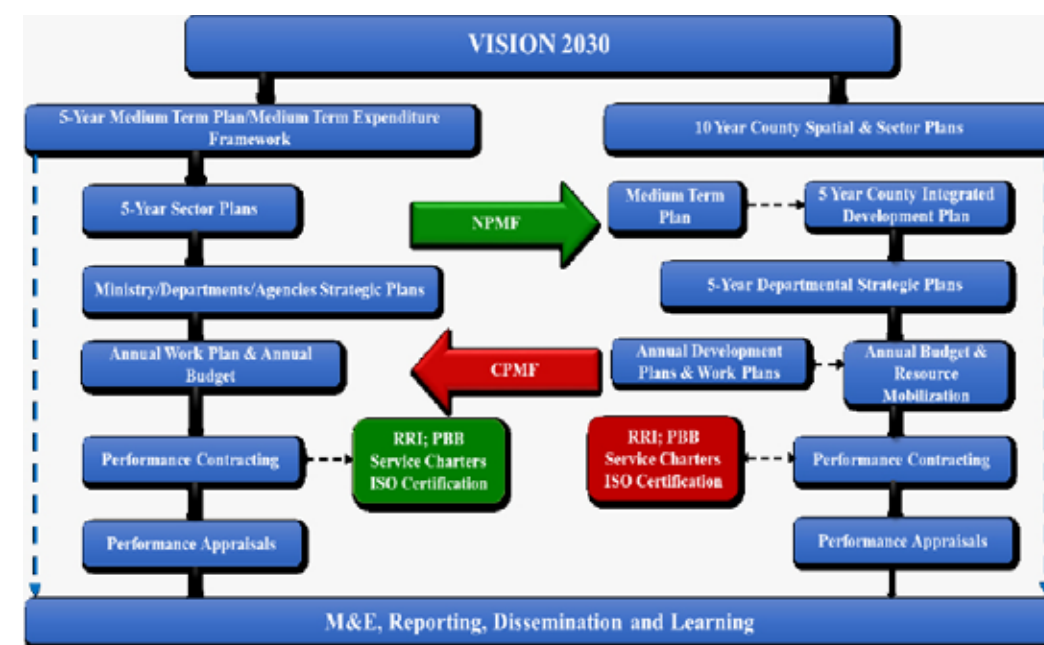 VISION 2030
5-Year Medium Term Plan/Medium Term Expenditure
Framework
10 Year County Spatial & Sector Plans
5-Year Sector Plans
NPMF
Medium Term
Plan
5 Year County Integrated
Development Plan
Ministry/Departments/Agencies Strategic Plans
5-Year Departmental Strategic Plans
Annual Work Plan & Annual
Budget
CPMF
Annual Development
Plans & Work Plans
Annual Budget &
Resource
Mobilization
Performance Contracting
RRI; PBB
Service Charters
ISO Certification
RRI; PBB
Service Charters
ISO Certification
Performance Contracting
Performance Appraisals
Performance Appraisals
M&E, Reporting, Dissemination and Learning